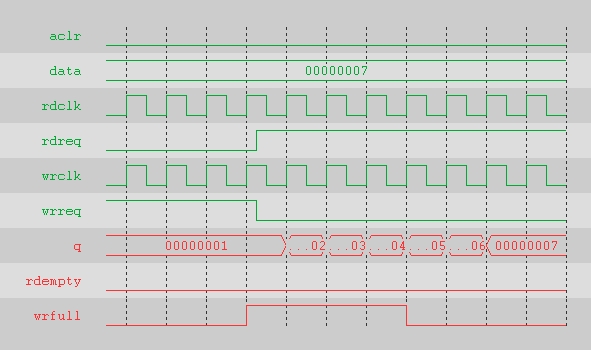 aclr
data 00000007
rdclk
rdreq
wrclk
wrreq
q 00000001 ...02 ...03 ...04 ...05 ...06 00000007
rdempty
wrfull